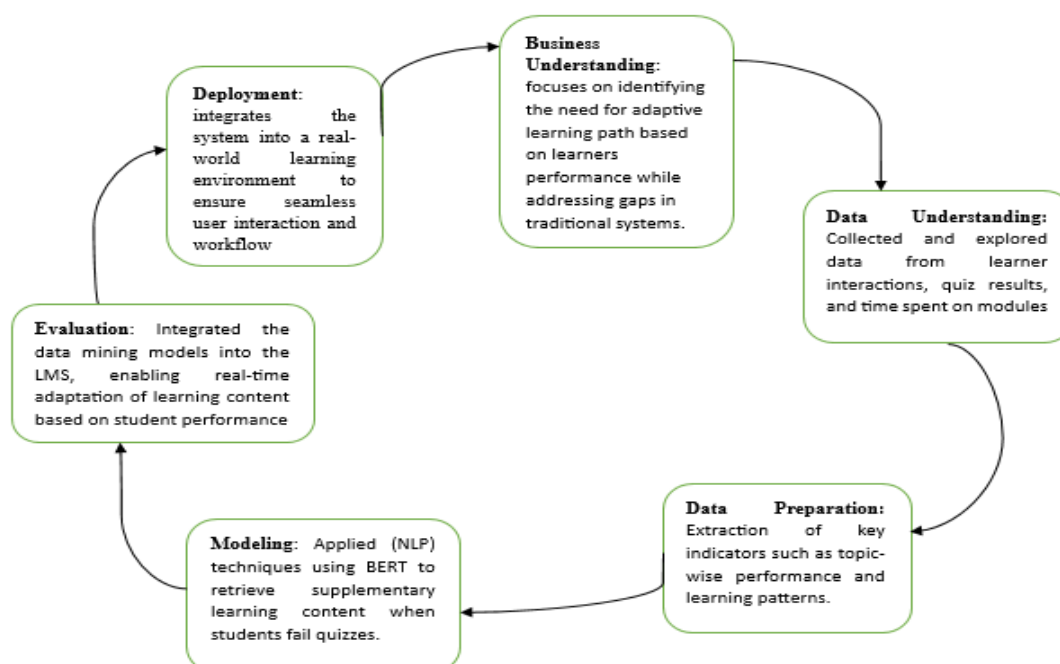 Business
Understanding:
focuses on identifying
the need for adaptive
learning path based
on learners
performance while
addressing gaps in
traditional systems.
Data Understanding:
Collected and explored
data from learner
interactions, quiz results,
and time spent on modules
Data Preparation:
Extraction of key
indicators such as topic-
wise performance and
learning patterns.
Modeling: Applied (NLP)
techniques using BERT to
retrieve supplementary
learning content when
students fail quizzes.
Evaluation: Integrated the
data mining models into the
LMS, enabling real-time
adaptation of learning content
based on student performance
Deployment:
integrates the
system into a real-
world learning
environment to
ensure seamless
user interaction and
workflow